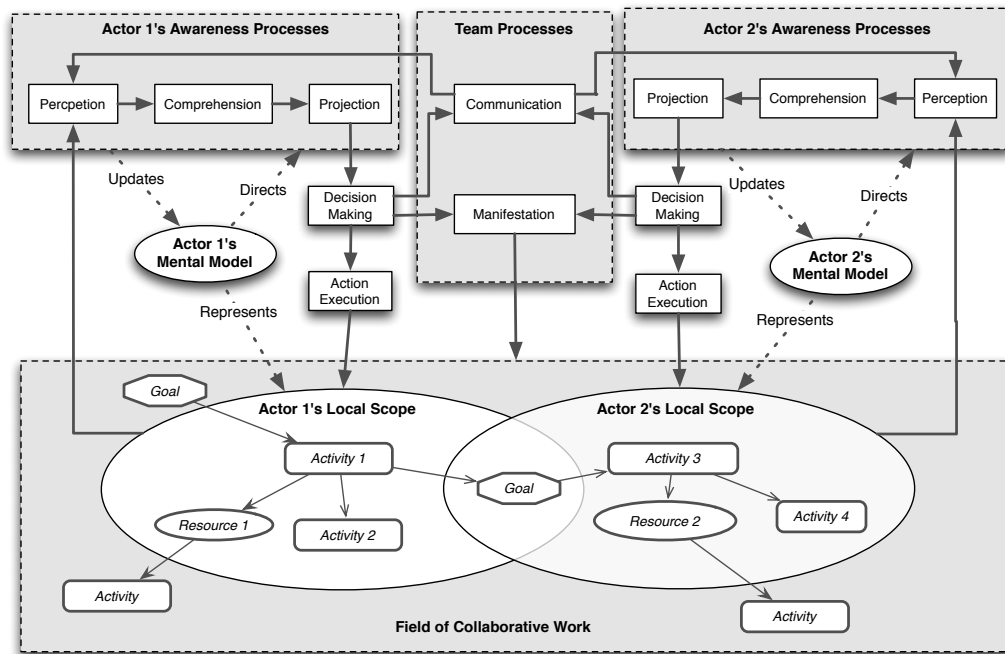 Actor 1's Awareness Processes
Team Processes
Actor 2's Awareness Processes
Percpetion
Comprehension
Projection
Communication
Projection
Comprehension
Perception
Updates
Directs
Decision
Making
Manifestation
Decision
Making
Updates
Directs
Actor 1's
Mental Model
Actor 2's
Mental Model
Action
Execution
Action
Execution
Represents
Represents
Goal
Actor 1's Local Scope
Actor 2's Local Scope
Activity 1
Activity 3
Goal
Resource 1
Activity 2
Resource 2
Activity 4
Activity
Activity
Field of Collaborative Work